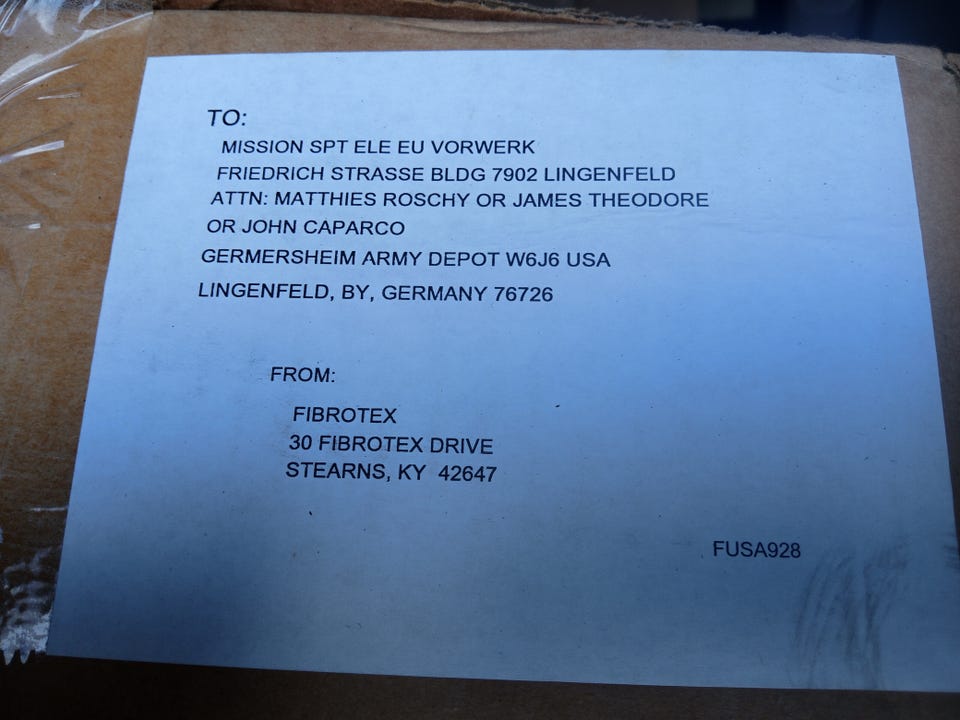 TO:
MISSION SPT ELE EU VORWERK
FRIEDRICH STRASSE BLDG 7902 LINGENFELD
ATTN: MATTHIES ROSCHY OR JAMES THEODORE
OR JOHN CAPARCO
GERMERSHEIM ARMY DEPOT W6J6 USA
LINGENFELD, BY, GERMANY 76726
FROM:
FIBROTEX
30 FIBROTEX DRIVE
STEARNS, KY 42647
FUSA928